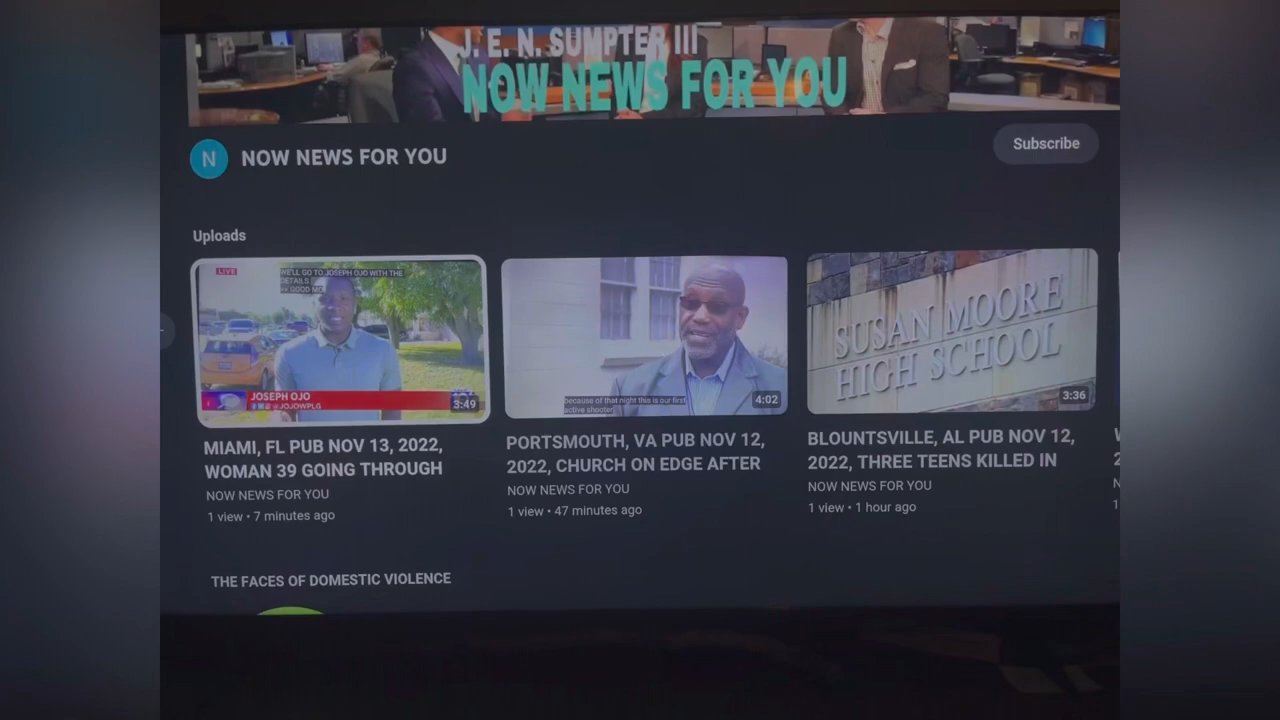 J. E. N. SUMPTER III
NOW NEWS FOR YOU
N
NOW NEWS FOR YOU
Subscribe
Uploads
LIVE
WE'LL GO TO JOSEPH OJO WITH THE
DETAILS.
>> GOOD MO
JOSEPH OJO
@JOJOWPLG
3:49
because of that night this is our first
active shooter
4:02
SUSAN MOORE
HIGH SCHOOL
3:36
MIAMI, FL PUB NOV 13, 2022,
WOMAN 39 GOING THROUGH
NOW NEWS FOR YOU
1 view • 7 minutes ago
PORTSMOUTH, VA PUB NOV 12,
2022, CHURCH ON EDGE AFTER
NOW NEWS FOR YOU
1 view • 47 minutes ago
BLOUNTSVILLE, AL PUB NOV 12,
2022, THREE TEENS KILLED IN
NOW NEWS FOR YOU
1 view • 1 hour ago
THE FACES OF DOMESTIC VIOLENCE